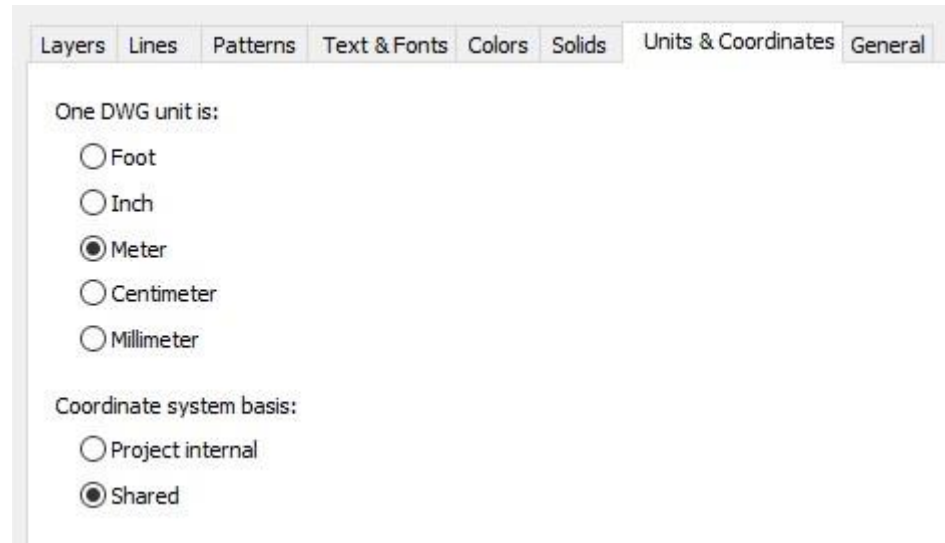 Layers Lines Patterns Text & Fonts Colors Solids Units & Coordinates General
One DWG unit is:
Foot
Inch
Meter
Centimeter
Millimeter
Coordinate system basis:
Project internal
Shared